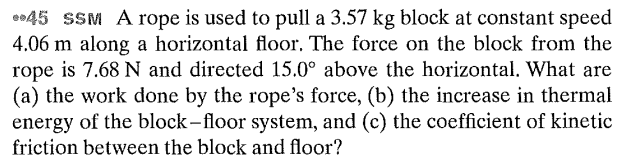 ••45 SSM A rope is used to pull a 3.57 kg block at constant speed
4.06 m along a horizontal floor. The force on the block from the
rope is 7.68 N and directed 15.0° above the horizontal. What are
(a) the work done by the rope's force, (b) the increase in thermal
energy of the block–floor system, and (c) the coefficient of kinetic
friction between the block and floor?